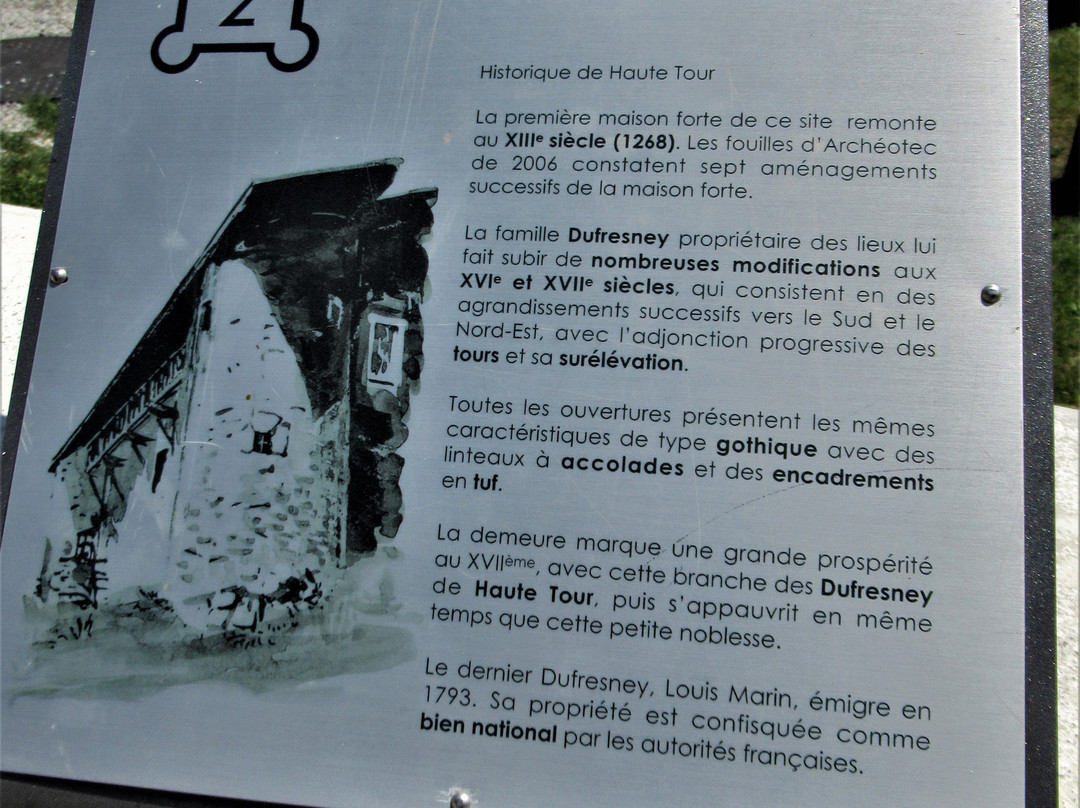 2
Historique de Haute Tour
La première maison forte de ce site remonte
au XIIIe siècle (1268). Les fouilles d'Archéotec
de 2006 constatent sept aménagements
successifs de la maison forte.
La famille Dufresney propriétaire des lieux lui
fait subir de nombreuses modifications aux
XVIe et XVIIe siècles, qui consistent en des
agrandissements successifs vers le Sud et le
Nord-Est, avec l'adjonction progressive des
tours et sa surélévation.
Toutes les ouvertures présentent les mêmes
caractéristiques de type gothique avec des
linteaux à accolades et des encadrements
en tuf.
La demeure marque une grande prospérité
au XVIIème, avec cette branche des Dufresney
de Haute Tour, puis s'appauvrit en même
temps que cette petite noblesse.
Le dernier Dufresney, Louis Marin, émigre en
1793. Sa propriété est confisquée comme
bien national par les autorités françaises.